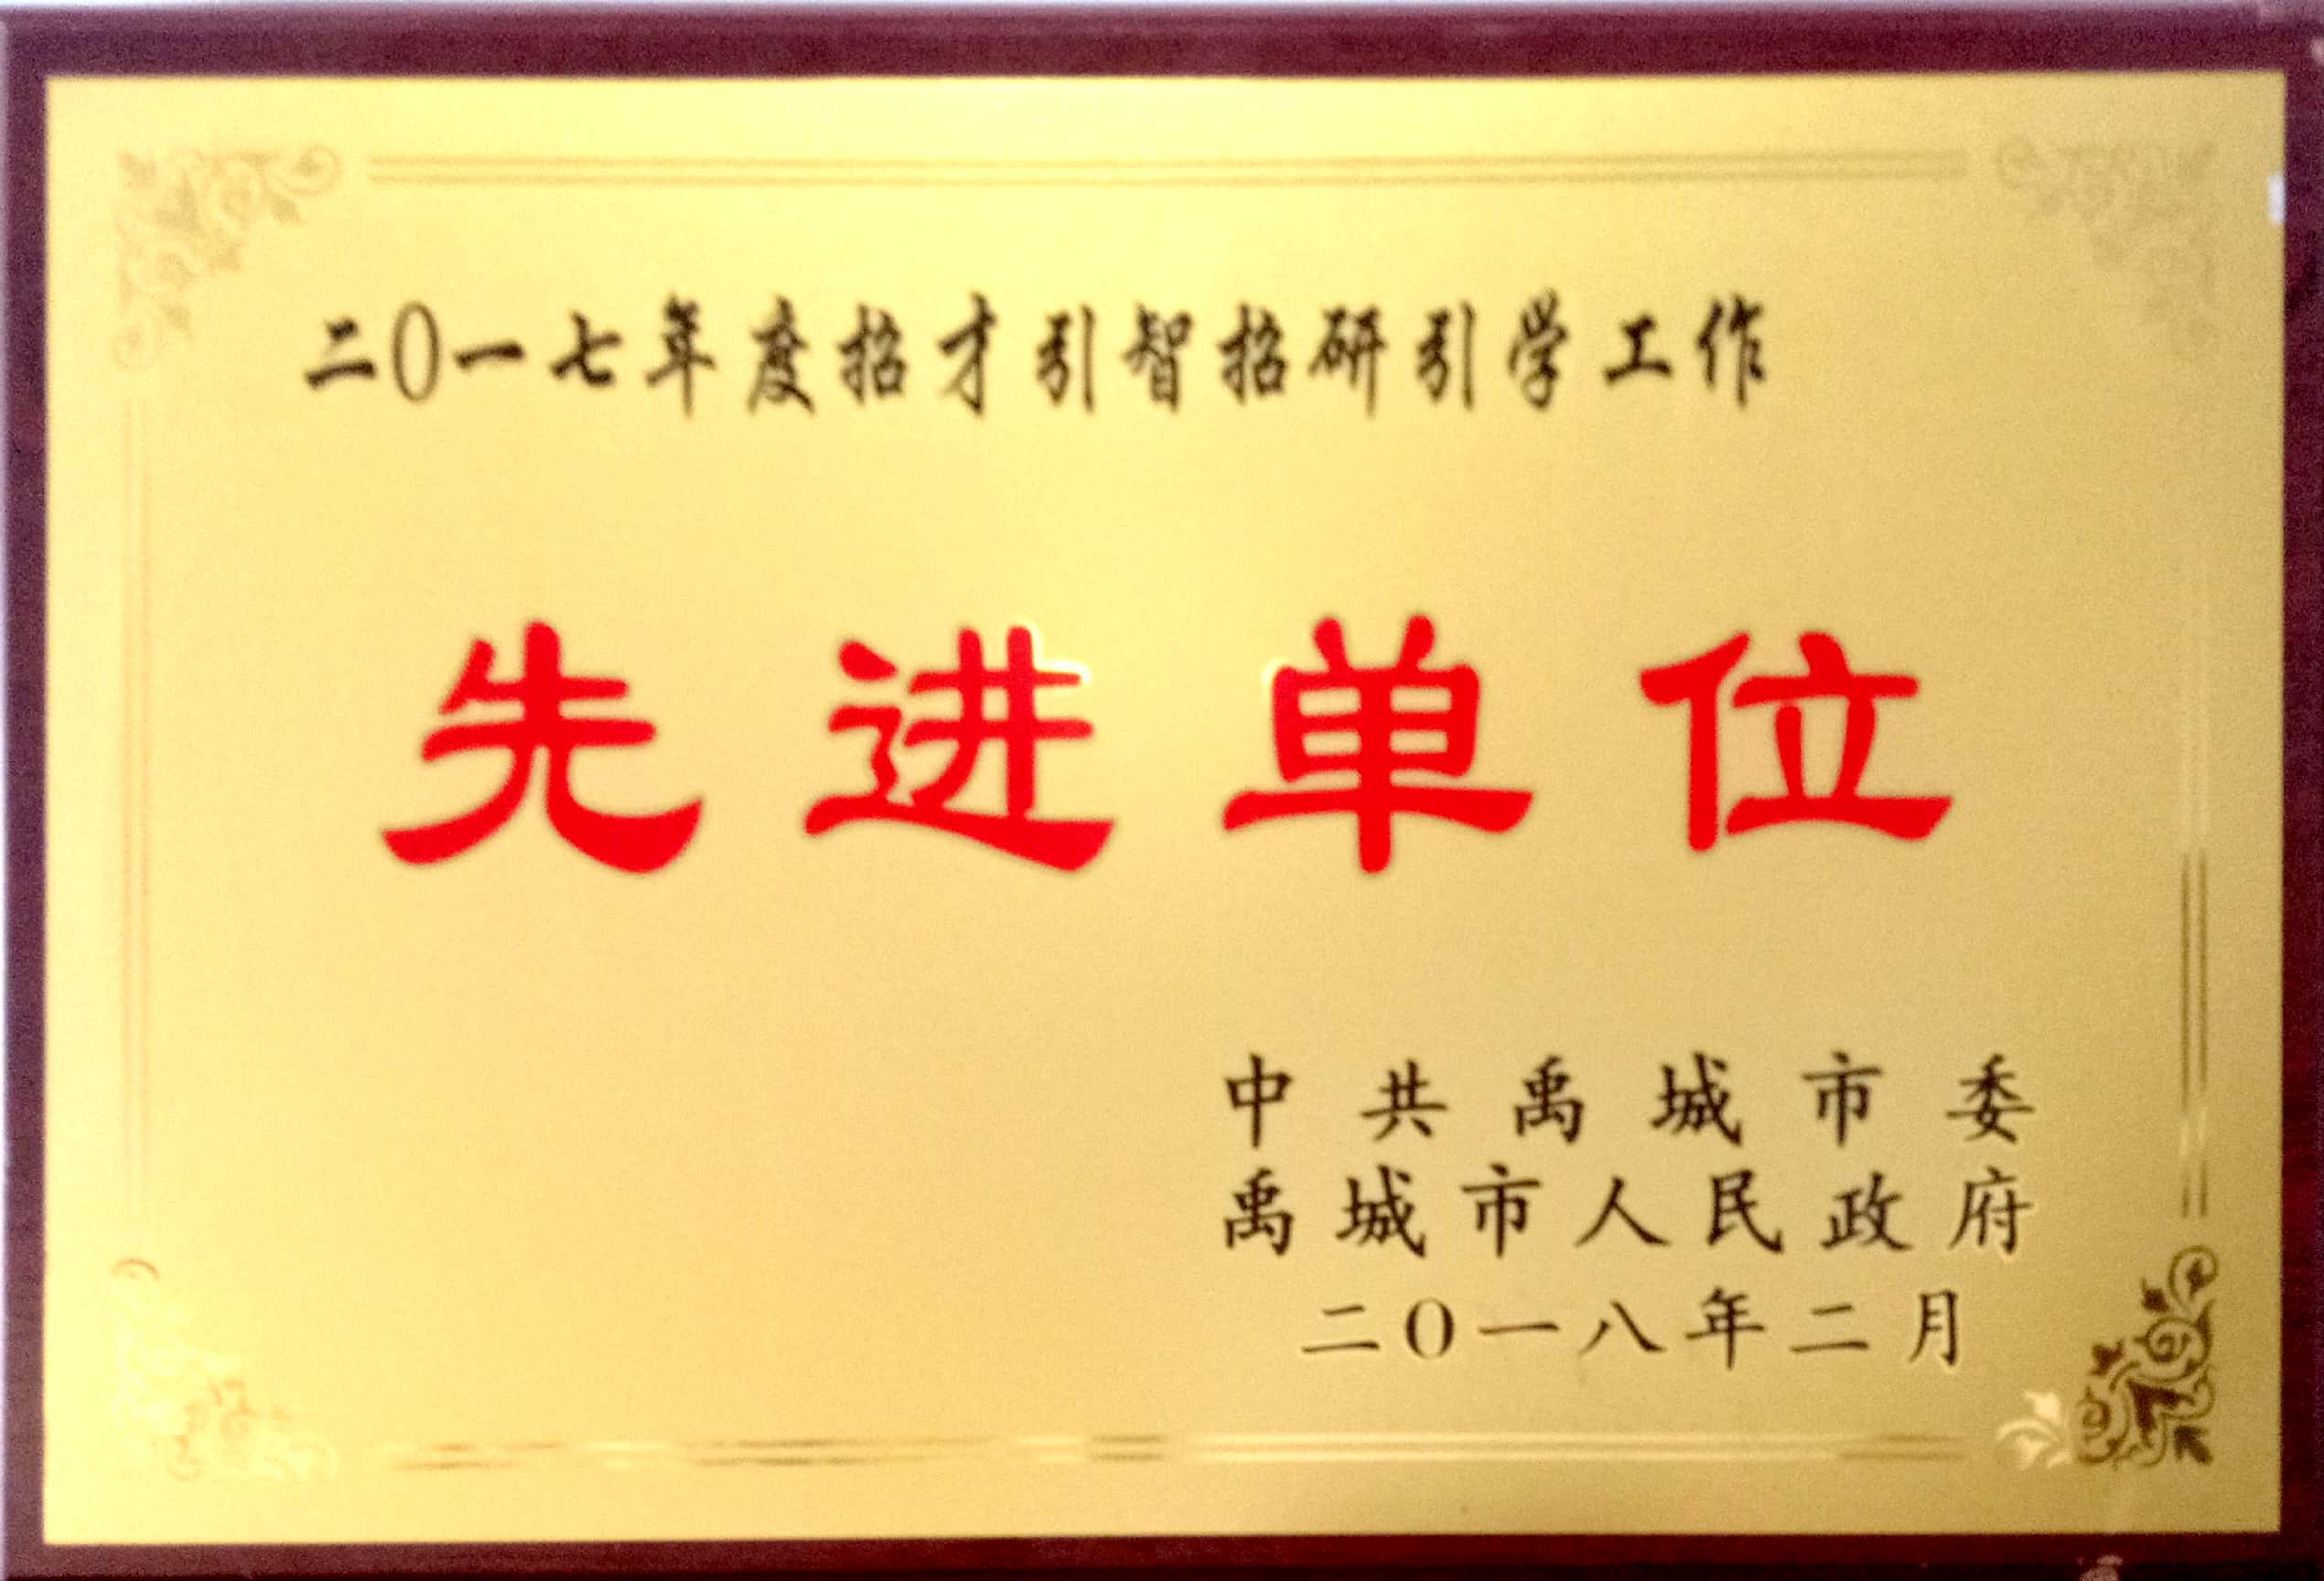 二〇一七年度招才引智招研引学工作
先进单位
中共禹城市委
禹城市人民政府
二〇一八年二月